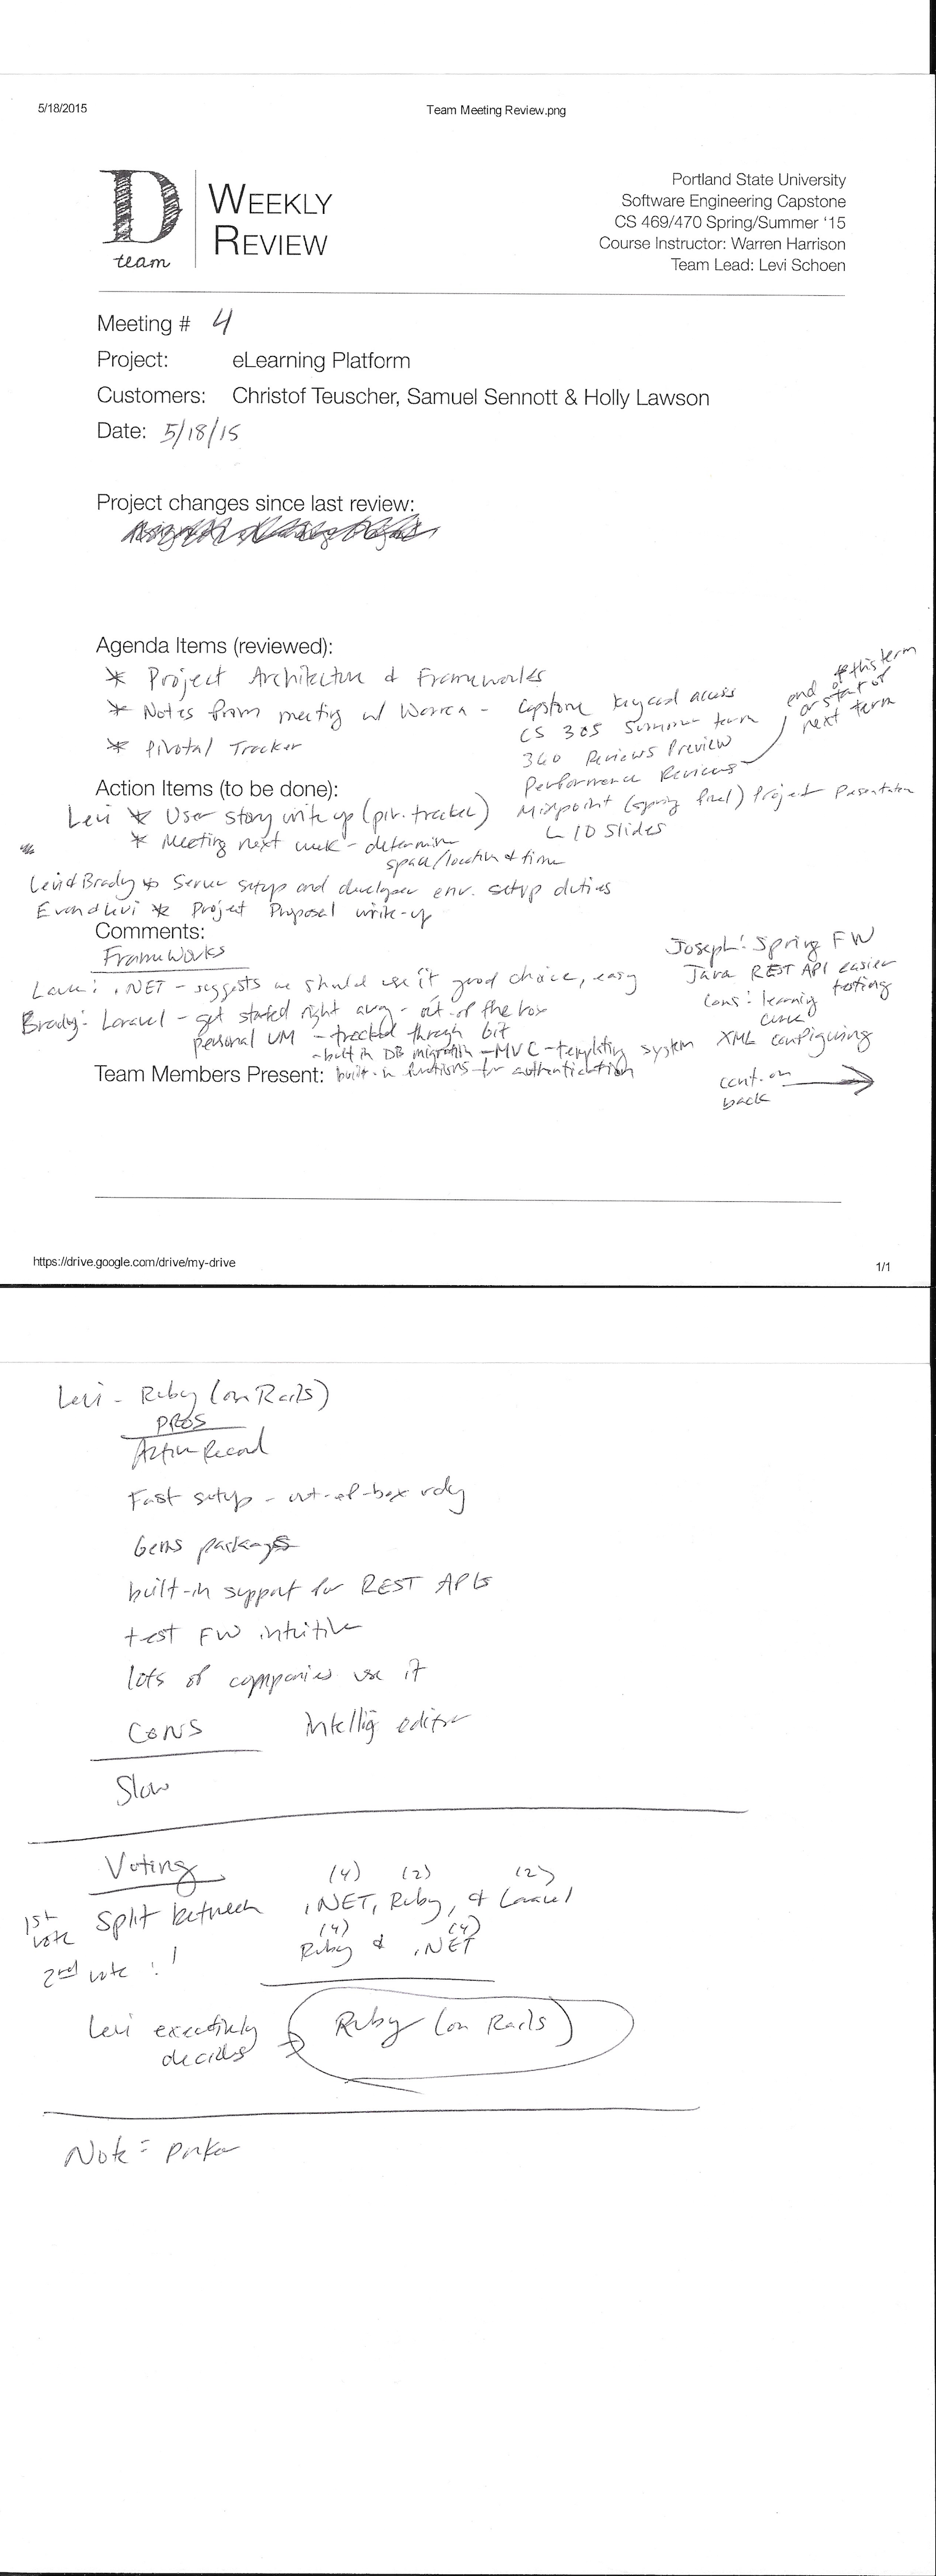 5/18/2015
Team Meeting Review.png
D
team
WEEKLY
REVIEW
Portland State University
Software Engineering Capstone
CS 469/470 Spring/Summer '15
Course Instructor: Warren Harrison
Team Lead: Levi Schoen
Meeting # 4
Project: eLearning Platform
Customers: Christof Teuscher, Samuel Sennott & Holly Lawson
Date: 5/18/15
Project changes since last review:
Agenda Items (reviewed):
* Project Architecture & Frameworks
* Notes from meeting w/ Warren - Capstone keycard access
CS 305 Summer term
360 Reviews Preview
Performance Reviews
end of this term
or start of
next term
* Pivotal Tracker
Action Items (to be done):
Midpoint (spring final) Project Presentation
10 slides
Levi * User story write up (piv. tracker)
* Meeting next week - determine
space/location & time
Levi & Brady * Server setup and developer env. setup duties
Evan & Levi * Project Proposal write-up
Comments:
Frameworks
: .NET - suggests we should use it good choice, easy
Brady: Laravel - get started right away - out of the box
personal VM - tracked through bit
- built in DB migration - MVC - templating system
built-in functions for authentication
Joseph: Spring FW
Java REST API easier
testing
cons: learning
curve
XML configuring
Team Members Present:
cont. on
back
https://drive.google.com/drive/my-drive
1/1
Levi - Ruby (on Rails)
PROS
Active Record
Fast setup - out-of-box rdy
Gems packages
built-in support for REST APIs
test FW intuitive
lots of companies use it
CONS
Intellig editor
Slow
Voting
(4) (2) (2)
1st vote split between .NET, Ruby, & Laravel
(4) (4)
2nd vote : Ruby & .NET
Levi executively
decides
Ruby (on Rails)
Note: